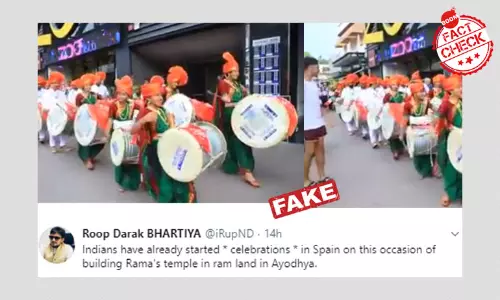 BOOM
FACT
CHECK
ZOO
FAKE
Roop Darak BHARTIYA @iRupND · 14h
Indians have already started * celebrations * in Spain on this occasion of
building Rama's temple in ram land in Ayodhya.